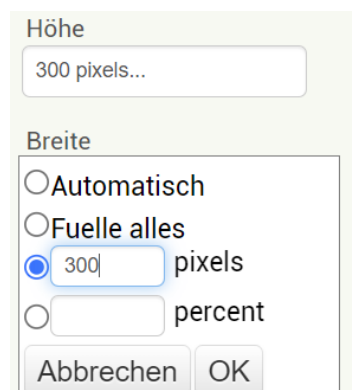 Höhe
300 pixels...
Breite
Automatisch
Fuelle alles
300 pixels
percent
Abbrechen OK